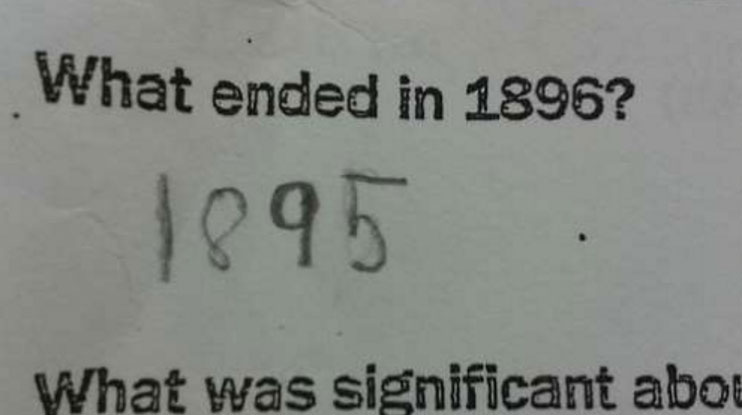 What ended in 1896?
1895
What was significant